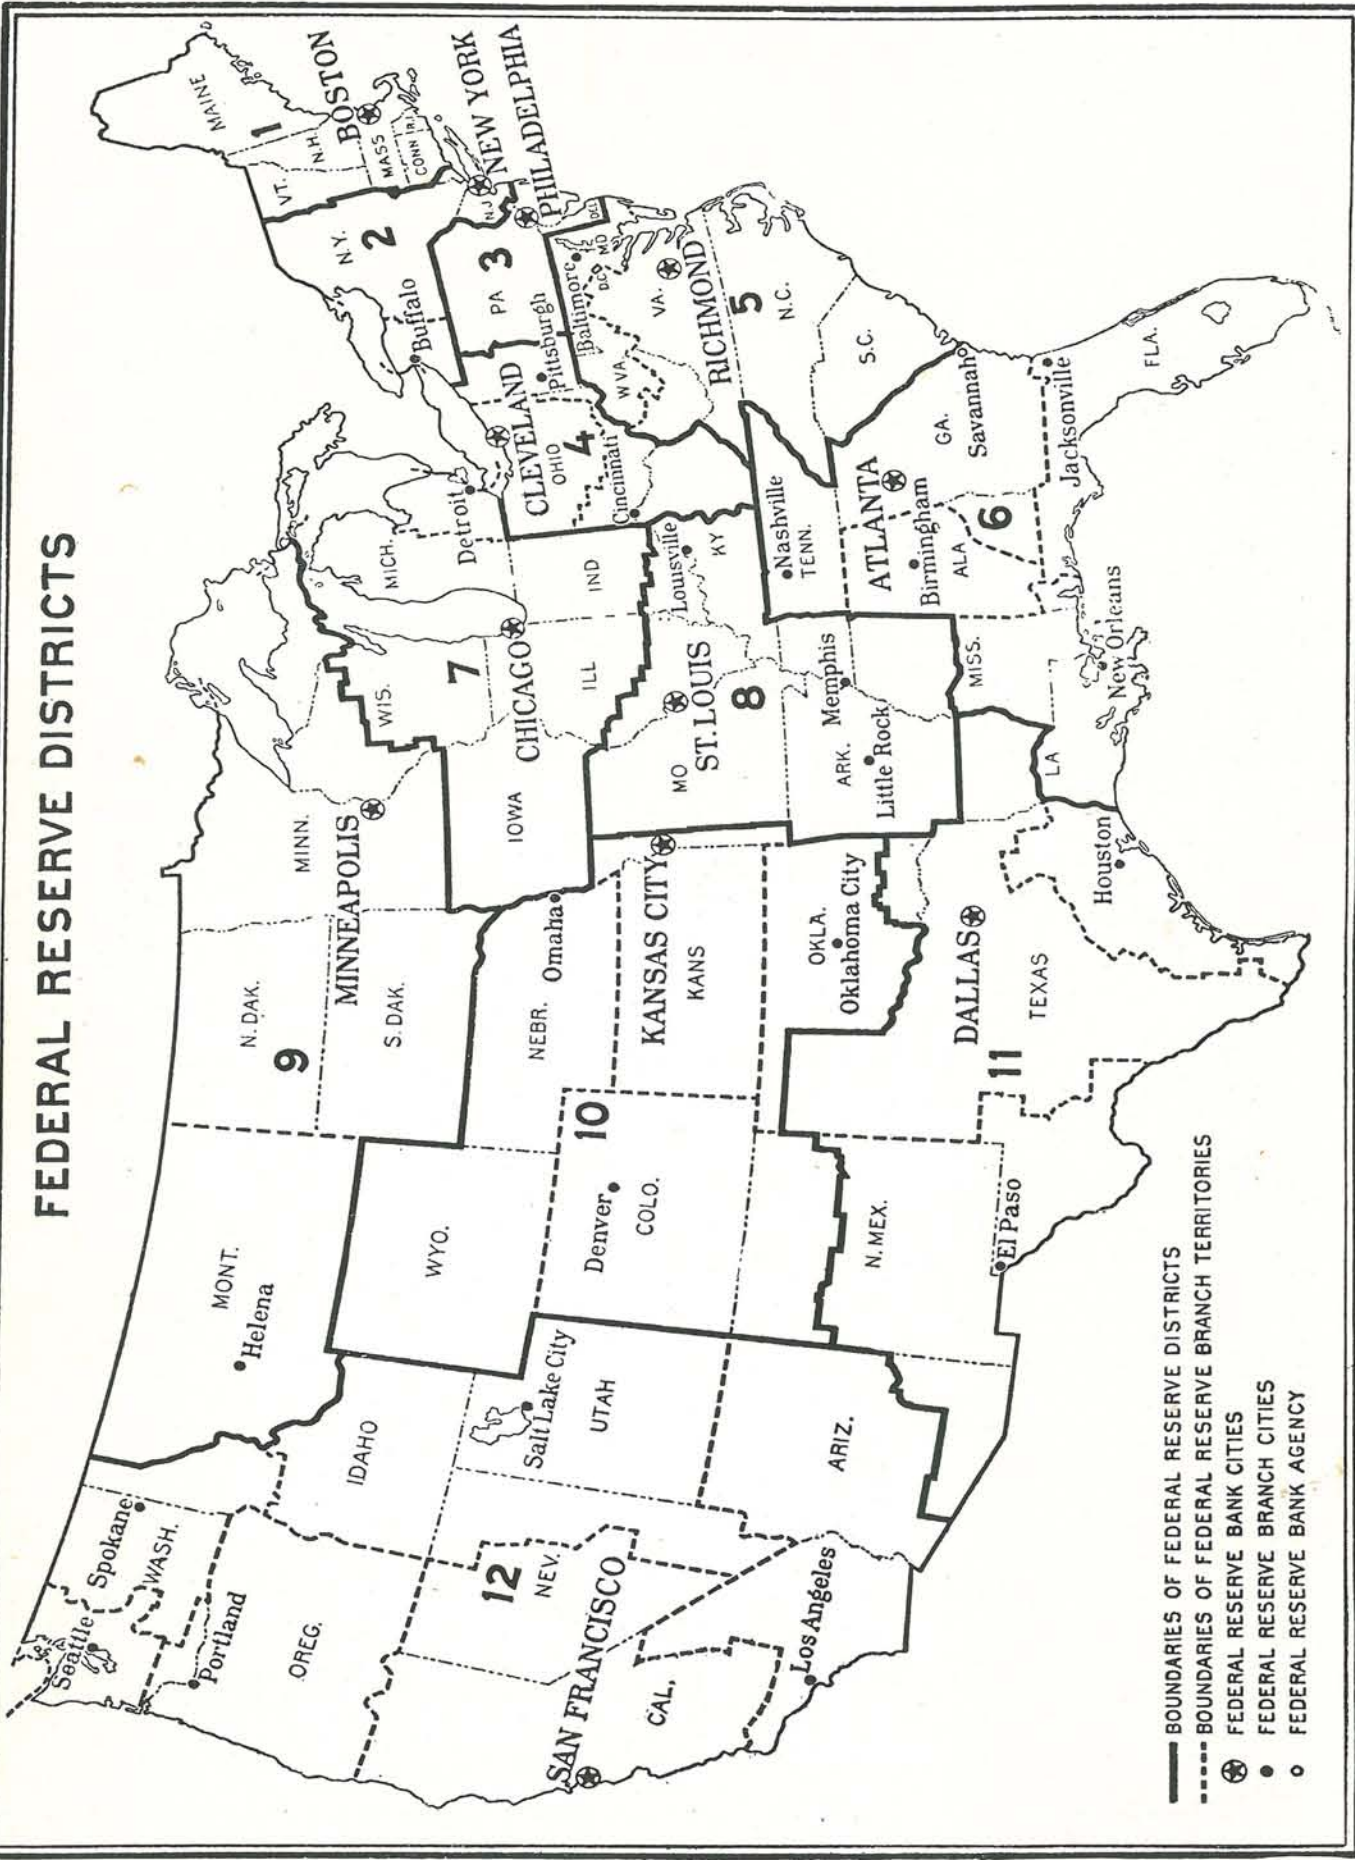 FEDERAL RESERVE DISTRICTS
MAINE
1
VT.
N.H.
BOSTON
MASS
CONN
R.I.
N.Y.
2
Buffalo
NEW YORK
N.J.
PHILADELPHIA
3
PA
Pittsburgh
CLEVELAND
OHIO
4
Cincinnati
DEL
MD
D.C.
Baltimore
W.VA.
VA.
RICHMOND
5
N.C.
S.C.
Savannah
GA.
ATLANTA
Birmingham
ALA
6
Jacksonville
FLA.
Nashville
TENN.
MISS.
New Orleans
LA
Detroit
MICH.
IND
WIS.
7
CHICAGO
ILL
IOWA
Louisville
KY
ST. LOUIS
8
MO
Memphis
ARK.
Little Rock
MINN.
MINNEAPOLIS
N. DAK.
9
S. DAK.
MONT.
Helena
Omaha
NEBR.
KANSAS CITY
KANS
10
WYO.
Denver
COLO.
OKLA.
Oklahoma City
DALLAS
TEXAS
11
Houston
El Paso
N. MEX.
Spokane
WASH.
Seattle
Portland
OREG.
IDAHO
Salt Lake City
UTAH
12
NEV.
SAN FRANCISCO
CAL.
Los Angeles
ARIZ.
BOUNDARIES OF FEDERAL RESERVE DISTRICTS
BOUNDARIES OF FEDERAL RESERVE BRANCH TERRITORIES
FEDERAL RESERVE BANK CITIES
FEDERAL RESERVE BRANCH CITIES
FEDERAL RESERVE BANK AGENCY